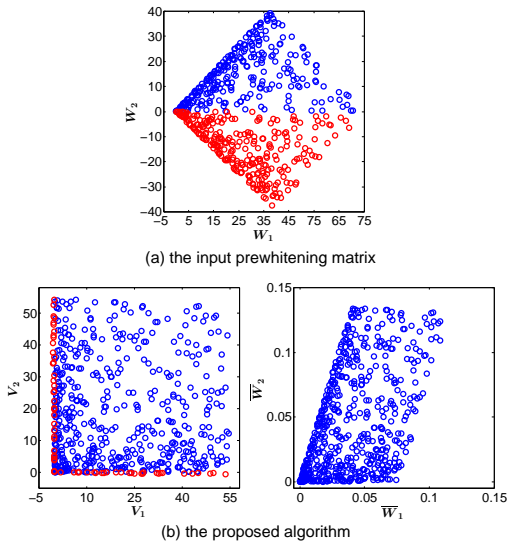 40
30
20
10
0
−10
−20
−30
−40
W₂
−5 5 15 25 35 45 55 65 75
W₁
(a) the input prewhitening matrix
50
40
30
20
10
0
V₂
−5 10 25 40 55
V₁
0.15
0.1
0.05
0
W̅₂
0 0.05 0.1 0.15
W̅₁
(b) the proposed algorithm